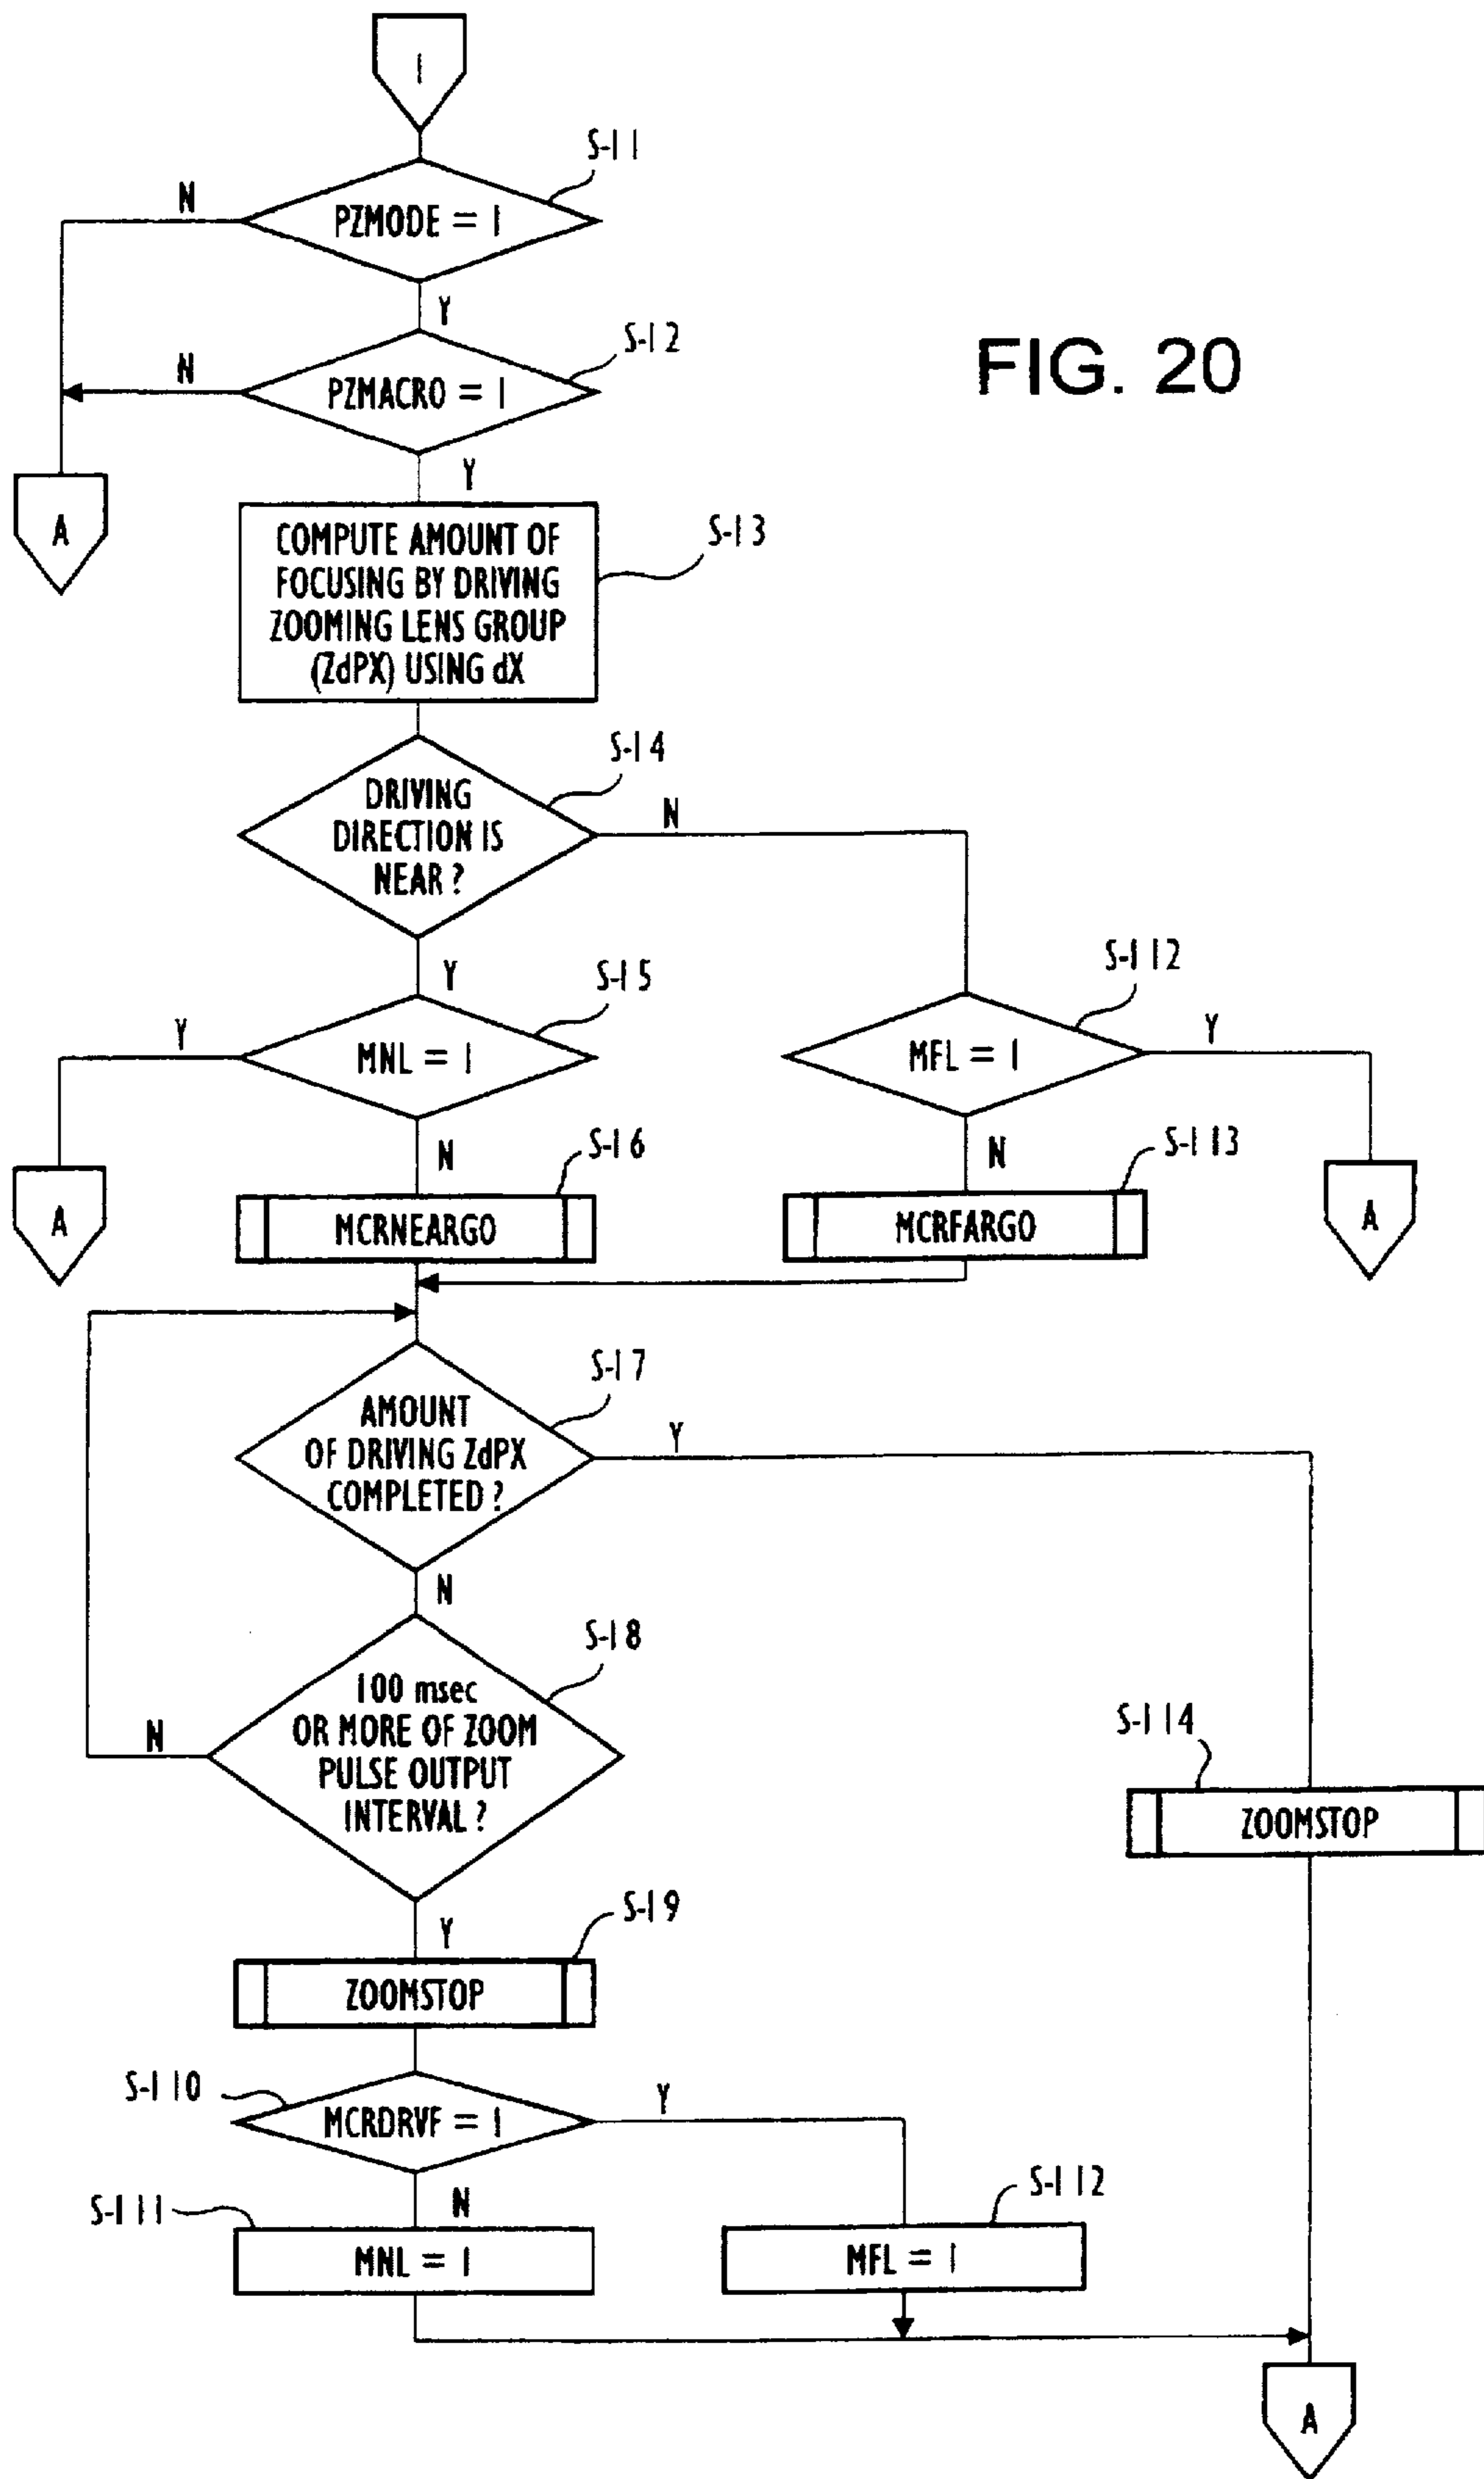 I
S-11
N
PZMODE = 1
Y
S-12
N
PZMACRO = 1
FIG. 20
Y
A
COMPUTE AMOUNT OF
FOCUSING BY DRIVING
ZOOMING LENS GROUP
(ZdPX) USING dX
S-13
S-14
DRIVING
DIRECTION IS
NEAR ?
N
Y
S-15
S-112
Y
MNL = 1
MFL = 1
Y
N
S-16
N
S-113
A
MCRNEARGO
MCRFARGO
A
S-17
AMOUNT
OF DRIVING ZdPX
COMPLETED ?
Y
N
S-18
100 msec
OR MORE OF ZOOM
PULSE OUTPUT
INTERVAL ?
N
S-114
ZOOMSTOP
Y
S-19
ZOOMSTOP
S-110
MCRDRVF = 1
Y
S-111
N
S-112
MNL = 1
MFL = 1
A